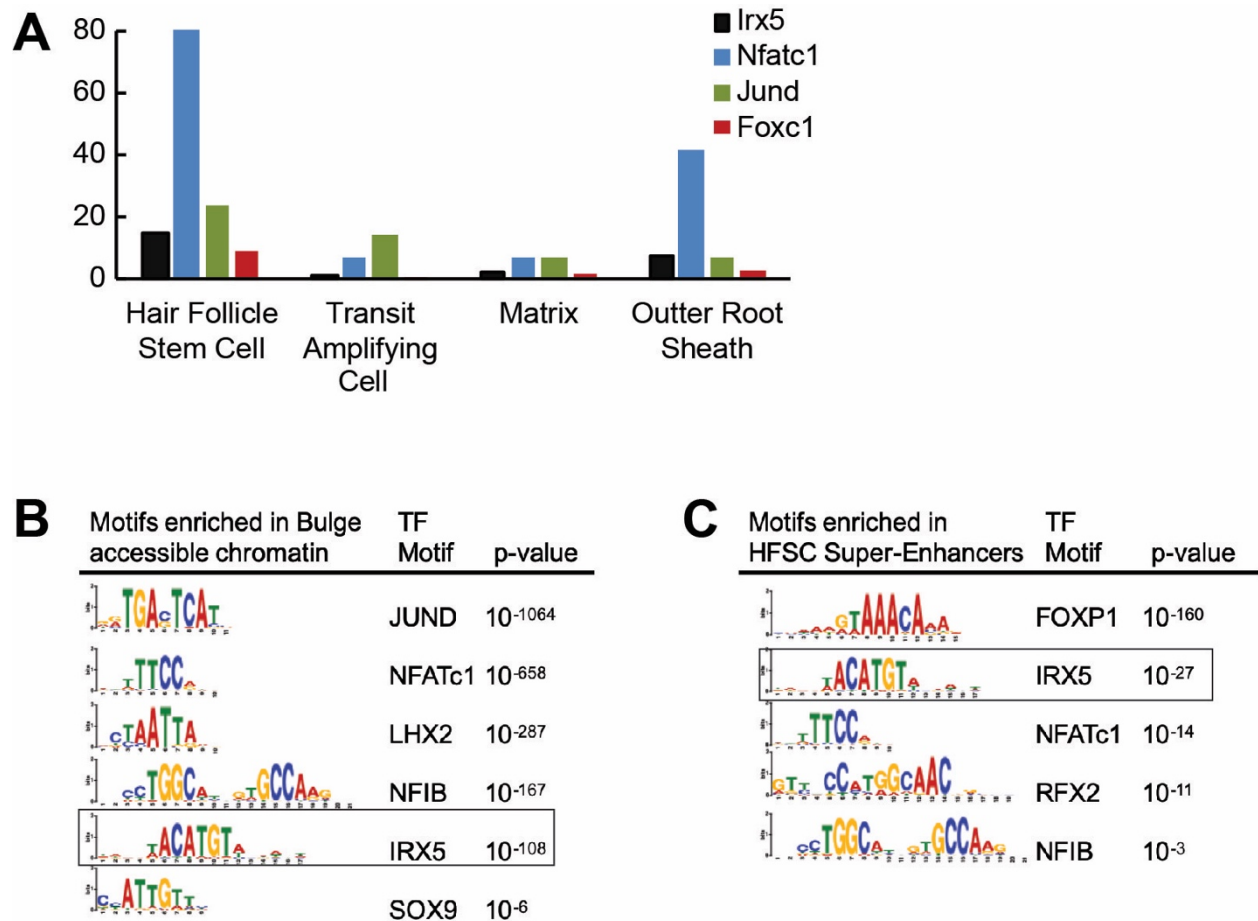 A
80
60
40
20
0
Irx5
Nfatc1
Jund
Foxc1
Hair Follicle
Stem Cell
Transit
Amplifying
Cell
Matrix
Outter Root
Sheath
B
Motifs enriched in Bulge
accessible chromatin
TF
Motif
p-value
JUND 10-1064
NFATc1 10-658
LHX2 10-287
NFIB 10-167
IRX5 10-108
SOX9 10-6
C
Motifs enriched in
HFSC Super-Enhancers
TF
Motif
p-value
FOXP1 10-160
IRX5 10-27
NFATc1 10-14
RFX2 10-11
NFIB 10-3